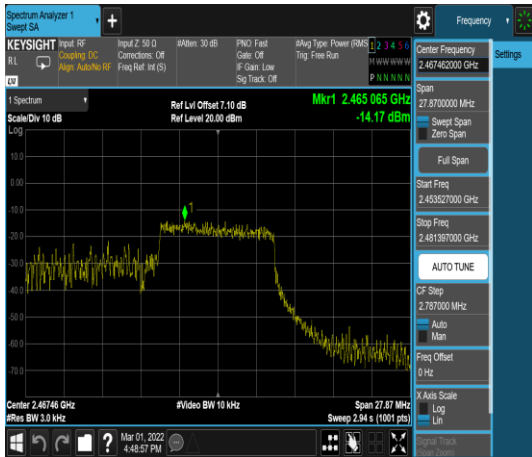 Spectrum Analyzer 1
Swept SA
+
Frequency
KEYSIGHT
RL
LXI
Input: RF
Coupling: DC
Align: Auto/No RF
Input Z: 50 Ω
Corrections: Off
Freq Ref: Int (S)
#Atten: 30 dB
PNO: Fast
Gate: Off
IF Gain: Low
Sig Track: Off
#Avg Type: Power (RMS
Trig: Free Run
1 2 3 4 5 6
M W W W W W
P N N N N N
Center Frequency
2.467462000 GHz
Settings
Span
27.8700000 MHz
Swept Span
Zero Span
Full Span
Start Freq
2.453527000 GHz
Stop Freq
2.481397000 GHz
AUTO TUNE
CF Step
2.787000 MHz
Auto
Man
Freq Offset
0 Hz
X Axis Scale
Log
Lin
Signal Track
(Span Zoom)
1 Spectrum
Scale/Div 10 dB
Log
Ref Lvl Offset 7.10 dB
Ref Level 20.00 dBm
Mkr1 2.465 065 GHz
-14.17 dBm
10.0
0.00
-10.0
-20.0
-30.0
-40.0
-50.0
-60.0
-70.0
1
Center 2.46746 GHz
#Res BW 3.0 kHz
#Video BW 10 kHz
Span 27.87 MHz
Sweep 2.94 s (1001 pts)
?
Mar 01, 2022
4:48:57 PM